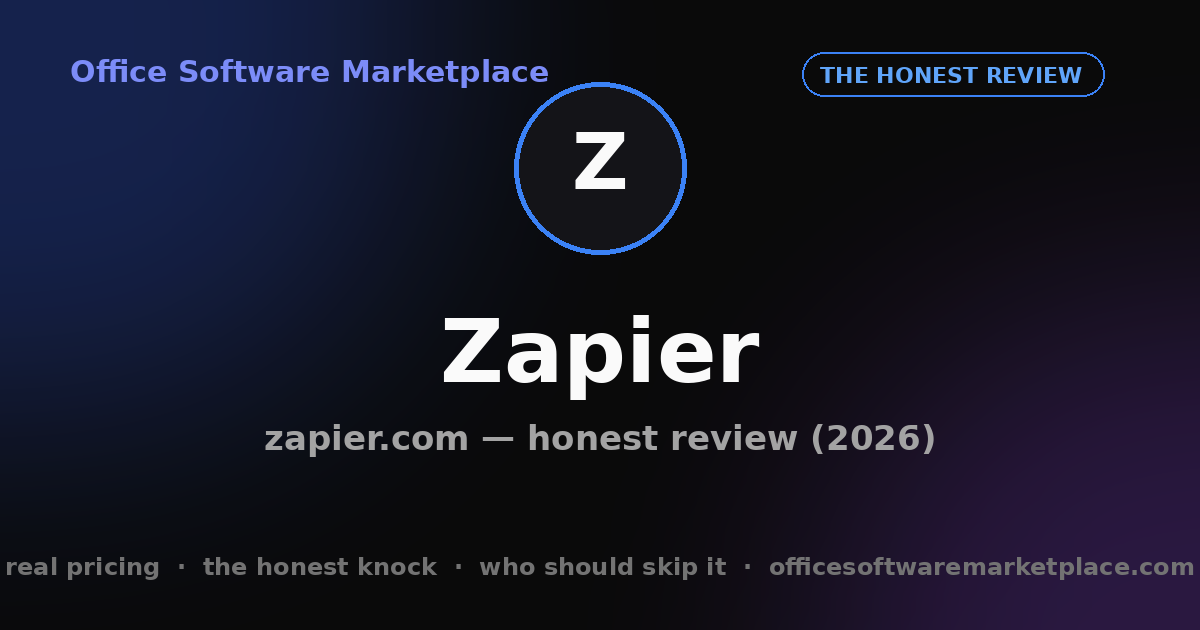 Office Software Marketplace
THE HONEST REVIEW
Z
Zapier
zapier.com — honest review (2026)
real pricing · the honest knock · who should skip it · officesoftwaremarketplace.com